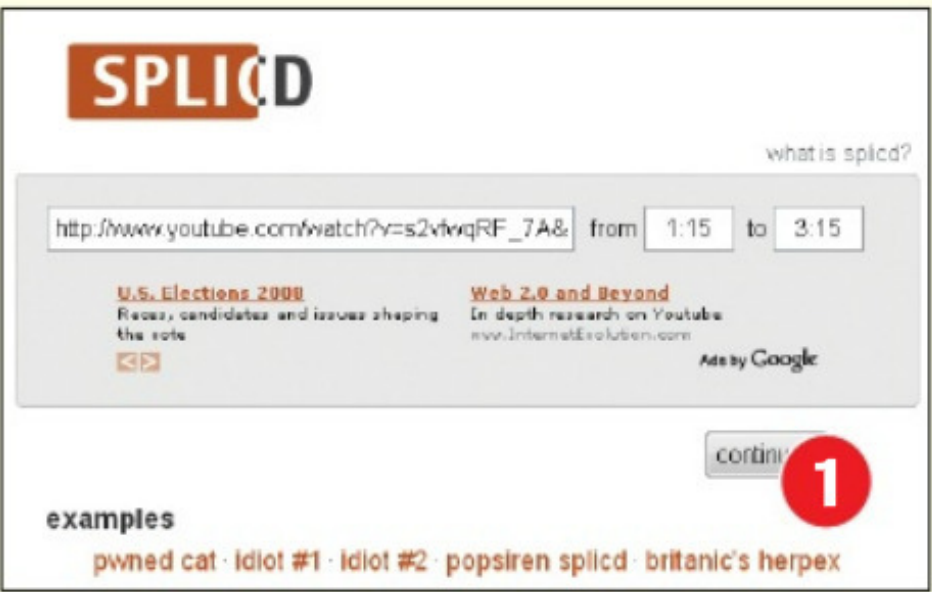 SPLICD
what is splicd?
http://www.youtube.com/watch?v=s2vfwqRF_7A& from 1:15 to 3:15
U.S. Elections 2008
Races, candidates and issues shaping
the vote
Web 2.0 and Beyond
In depth research on Youtube
www.InternetEvolution.com
< >
Ads by Google
continu
1
examples
pwned cat · idiot #1 · idiot #2 · popsiren splicd · britanic's herpex